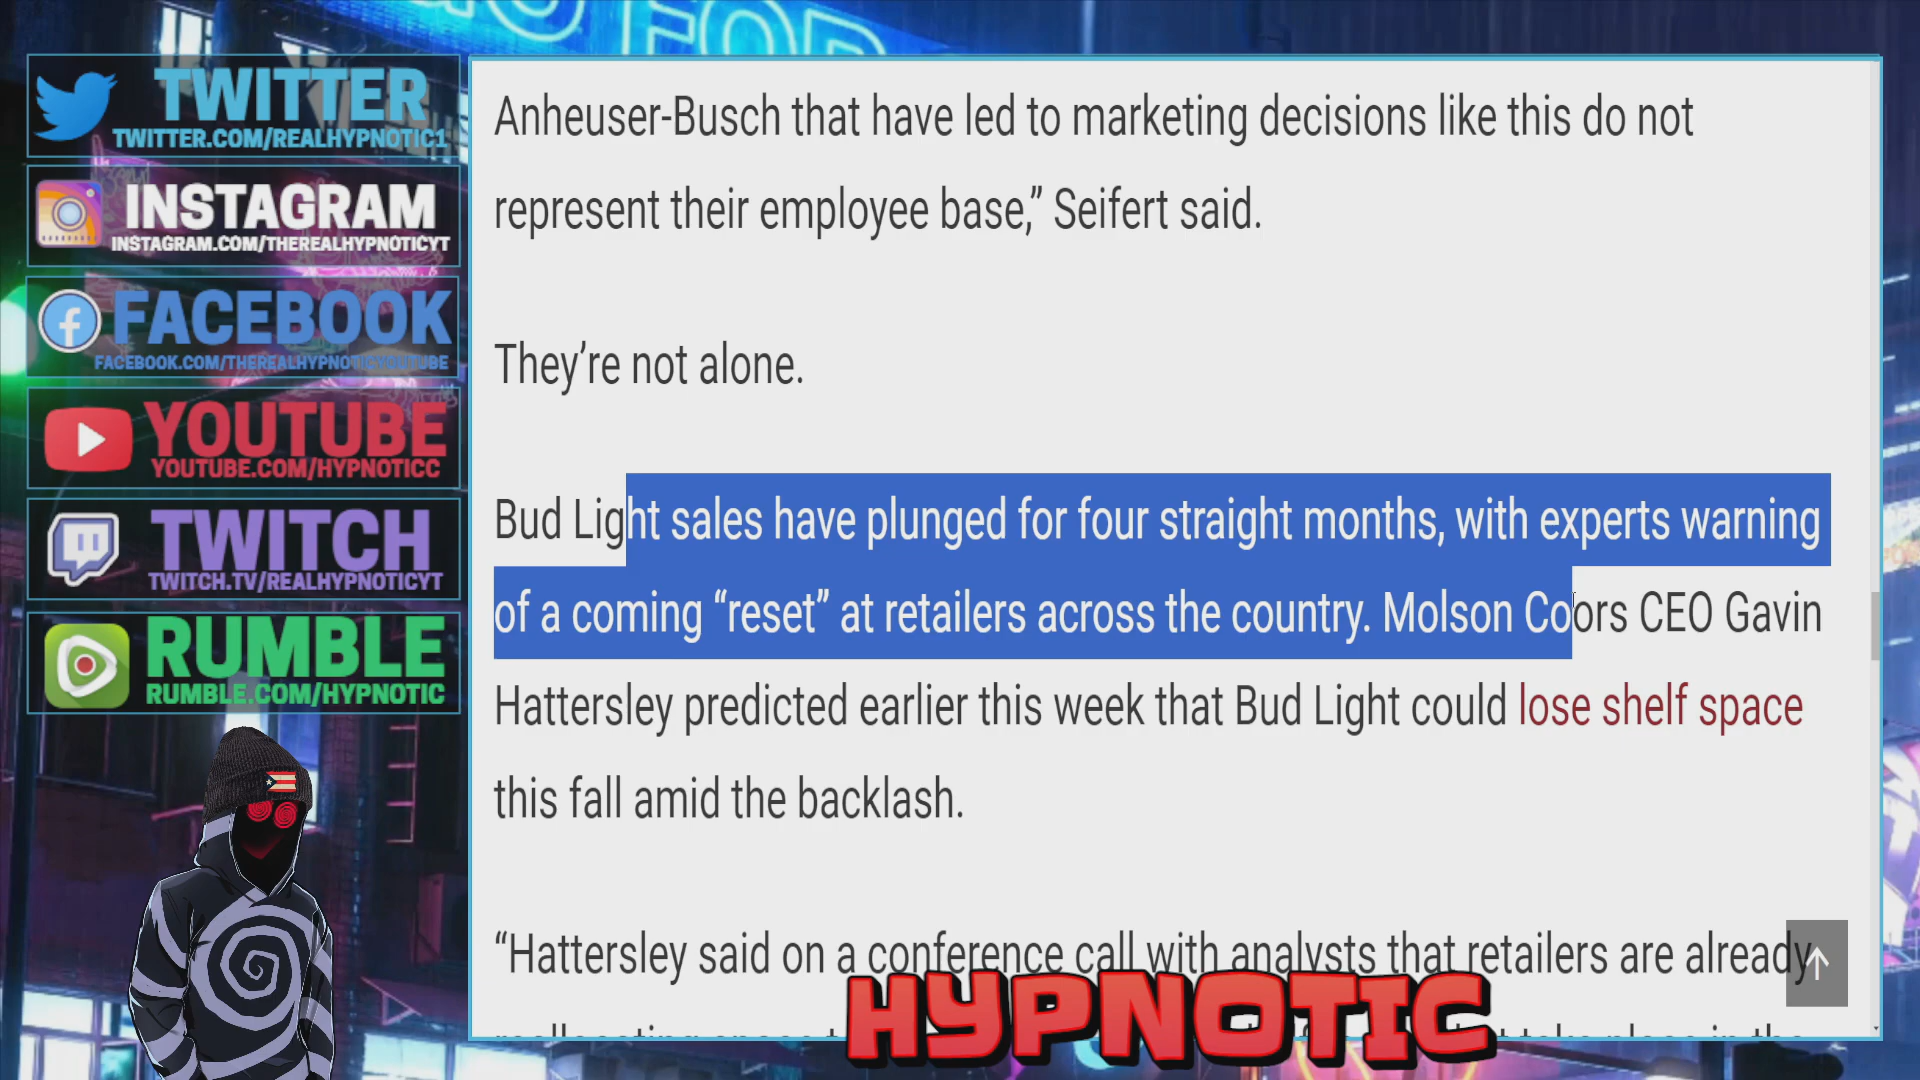 GO FOR
TWITTER
TWITTER.COM/REALHYPNOTIC1
INSTAGRAM
INSTAGRAM.COM/THEREALHYPNOTICYT
FACEBOOK
FACEBOOK.COM/THEREALHYPNOTICYOUTUBE
YOUTUBE
YOUTUBE.COM/HYPNOTICC
TWITCH
TWITCH.TV/REALHYPNOTICYT
RUMBLE
RUMBLE.COM/HYPNOTIC
Anheuser-Busch that have led to marketing decisions like this do not
represent their employee base,” Seifert said.
They’re not alone.
Bud Light sales have plunged for four straight months, with experts warning
of a coming “reset” at retailers across the country. Molson Coors CEO Gavin
Hattersley predicted earlier this week that Bud Light could lose shelf space
this fall amid the backlash.
“Hattersley said on a conference call with analysts that retailers are already
HYPNOTIC